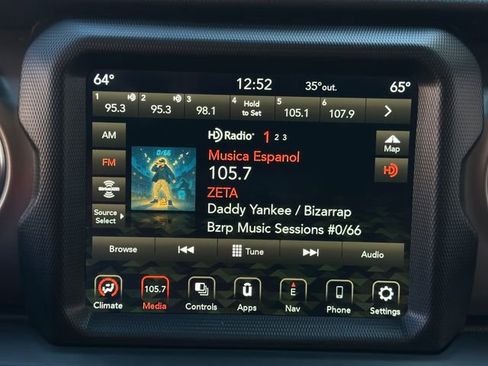 64° 12:52 35°out. 65°
1 95.3 2 95.3 3 98.1 4 Hold to Set 5 105.1 6 107.9
AM
HD Radio 1 2 3
Map
FM
0/66
Musica Espanol
105.7
HD
ZETA
Daddy Yankee / Bizarrap
Source Select
Bzrp Music Sessions #0/66
Browse Tune Audio
105.7
E
Climate Media Controls Apps Nav Phone Settings